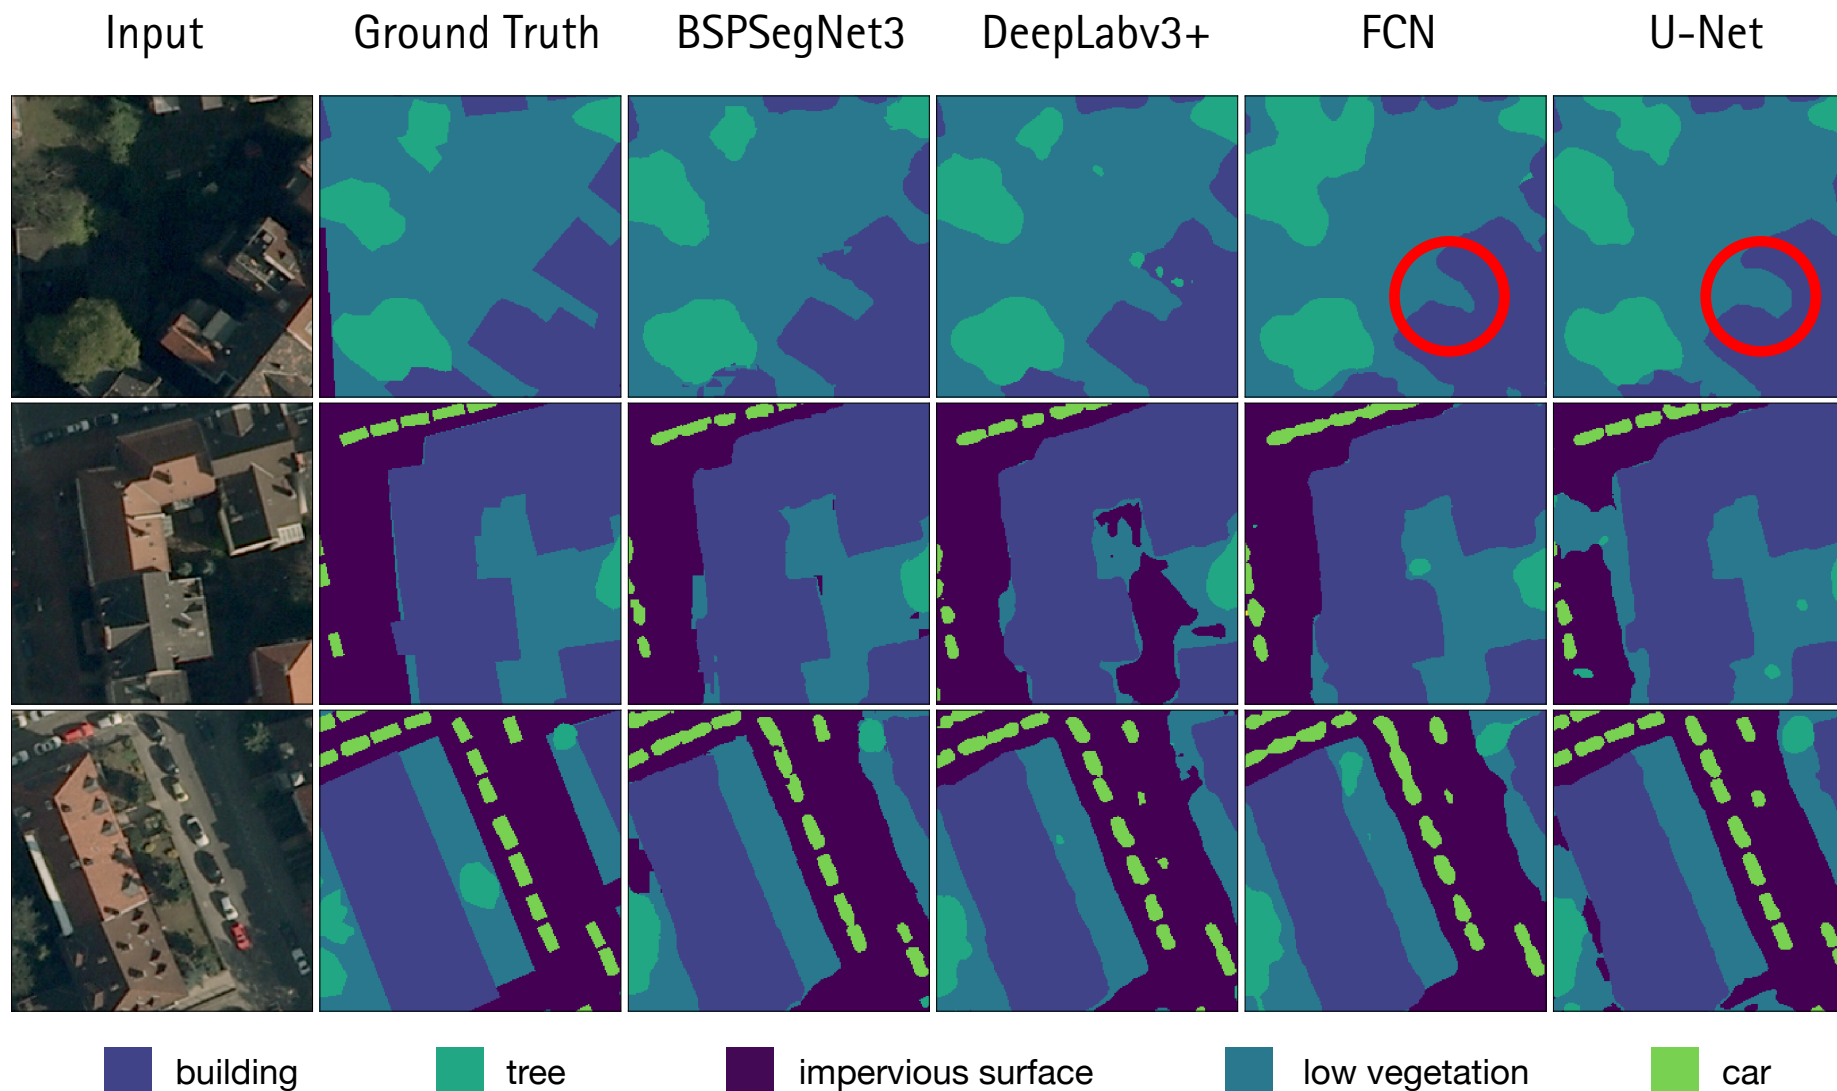 Input Ground Truth BSPSegNet3 DeepLabv3+ FCN U-Net
building tree impervious surface low vegetation car